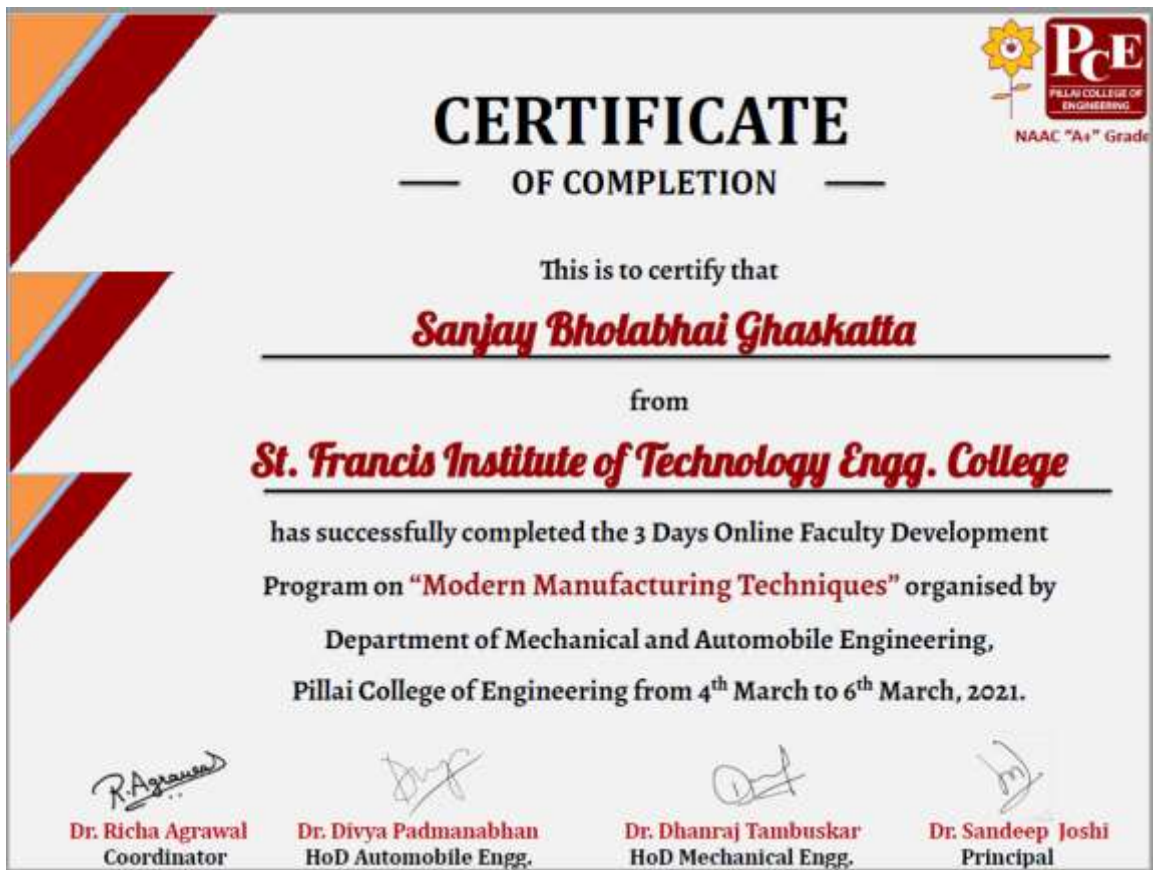 PCE
PILLAI COLLEGE OF
ENGINEERING
NAAC "A+" Grade
CERTIFICATE
OF COMPLETION
This is to certify that
Sanjay Bholabhai Ghaskatta
from
St. Francis Institute of Technology Engg. College
has successfully completed the 3 Days Online Faculty Development
Program on “Modern Manufacturing Techniques” organised by
Department of Mechanical and Automobile Engineering,
Pillai College of Engineering from 4th March to 6th March, 2021.
R. Agrawal
Dr. Richa Agrawal Dr. Divya Padmanabhan Dr. Dhanraj Tambuskar Dr. Sandeep Joshi
Coordinator HoD Automobile Engg. HoD Mechanical Engg. Principal